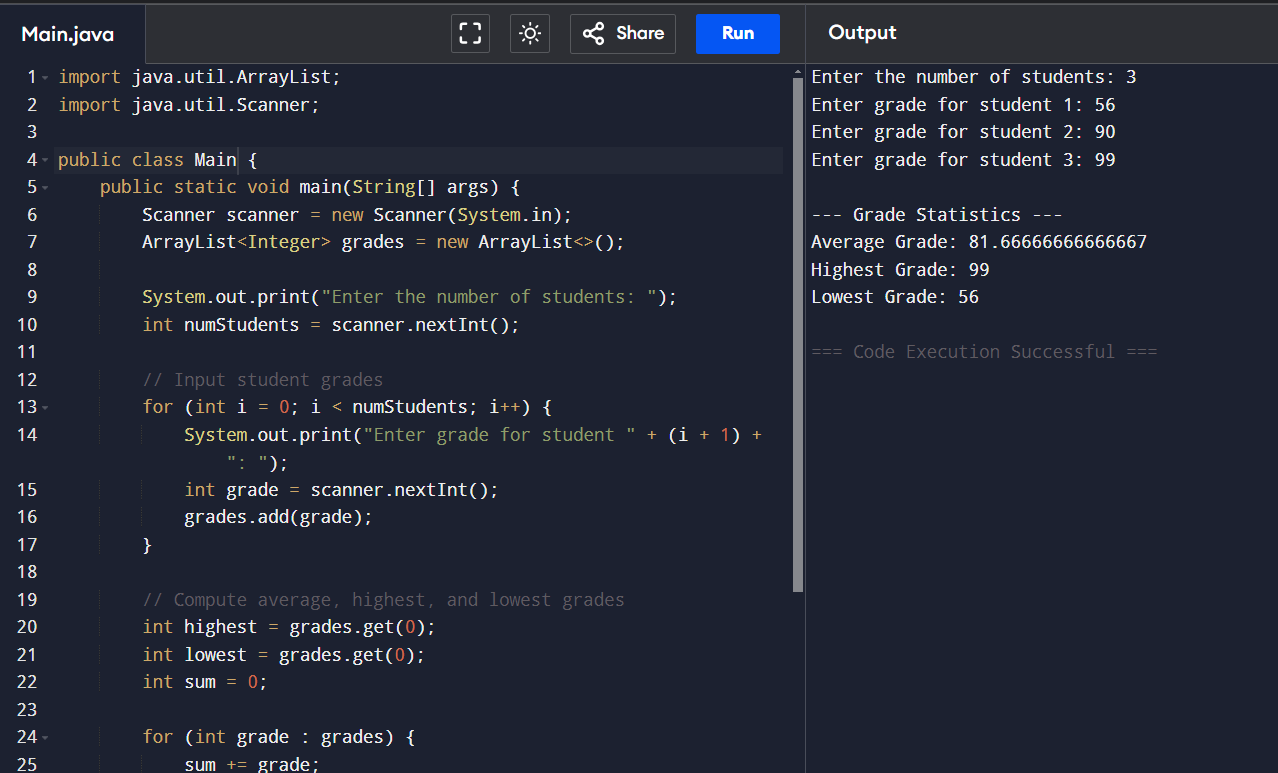 Main.java
Share
Run
Output
1 import java.util.ArrayList;
2 import java.util.Scanner;
3
4 public class Main {
5     public static void main(String[] args) {
6         Scanner scanner = new Scanner(System.in);
7         ArrayList<Integer> grades = new ArrayList<>();
8
9         System.out.print("Enter the number of students: ");
10         int numStudents = scanner.nextInt();
11
12         // Input student grades
13         for (int i = 0; i < numStudents; i++) {
14             System.out.print("Enter grade for student " + (i + 1) +
                ": ");
15             int grade = scanner.nextInt();
16             grades.add(grade);
17         }
18
19         // Compute average, highest, and lowest grades
20         int highest = grades.get(0);
21         int lowest = grades.get(0);
22         int sum = 0;
23
24         for (int grade : grades) {
25             sum += grade;
Enter the number of students: 3
Enter grade for student 1: 56
Enter grade for student 2: 90
Enter grade for student 3: 99
--- Grade Statistics ---
Average Grade: 81.66666666666667
Highest Grade: 99
Lowest Grade: 56
=== Code Execution Successful ===